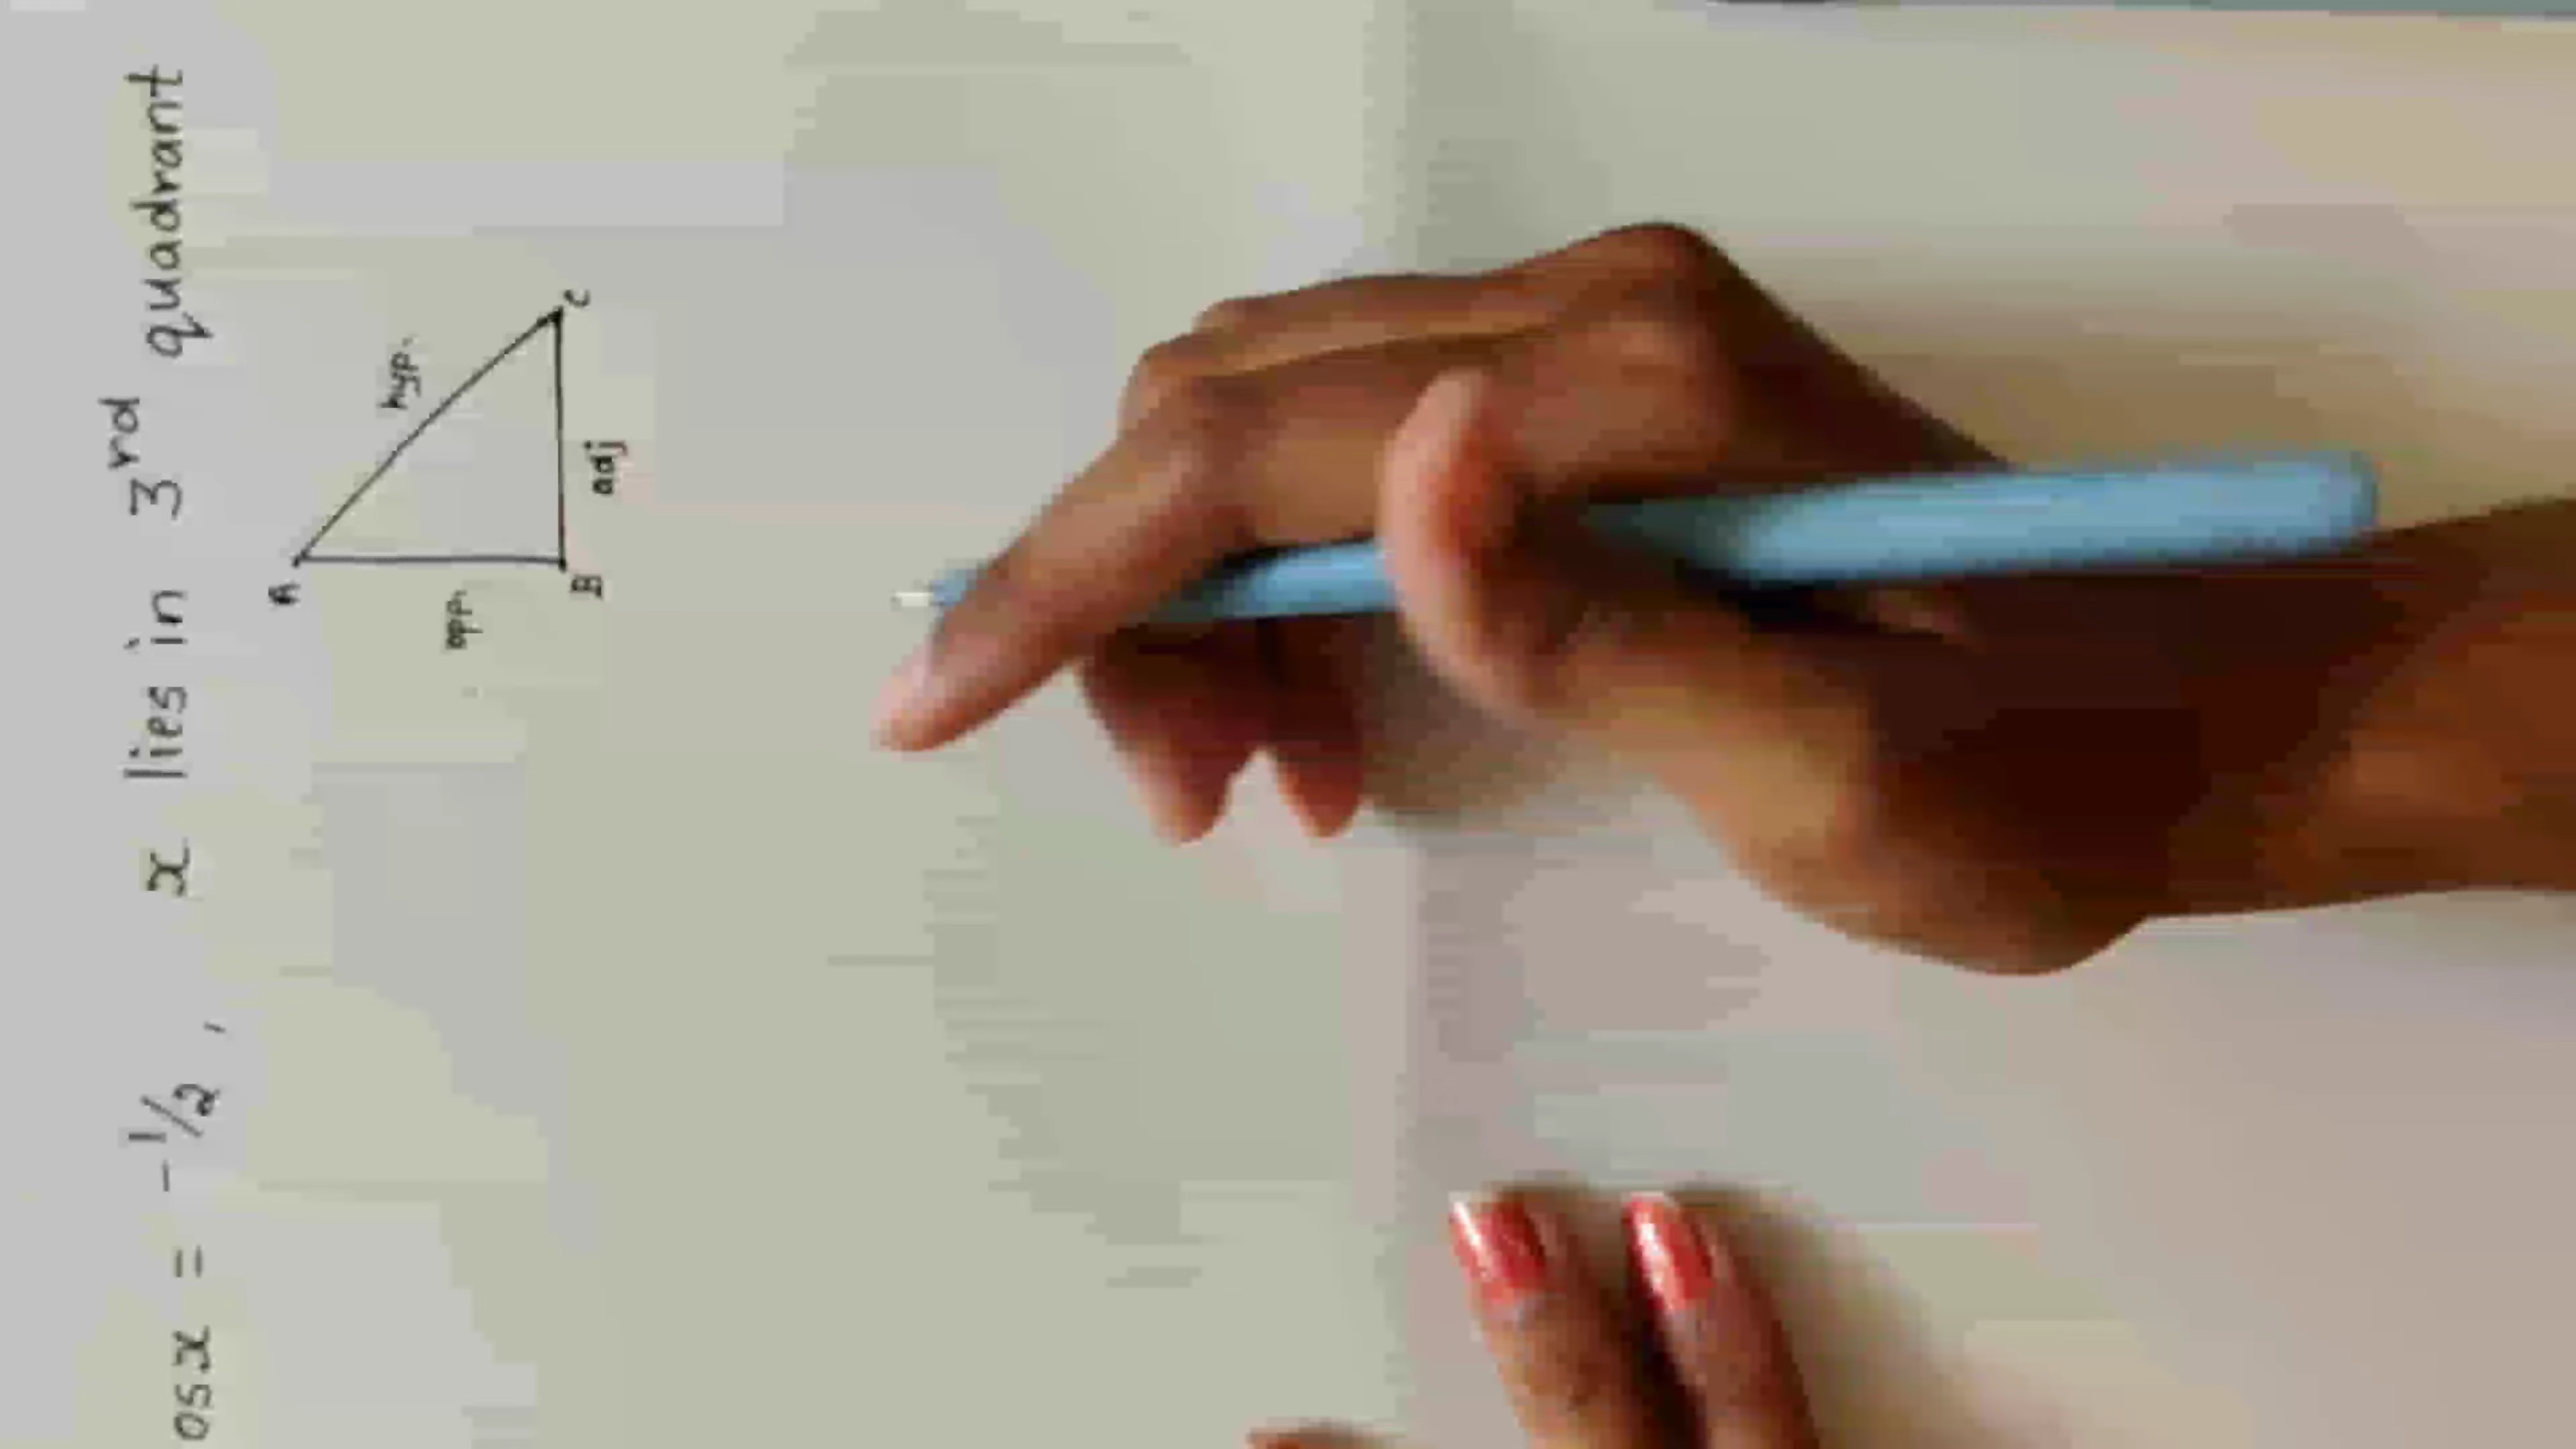 osx = -1/2, x lies in 3rd quadrant
A
hyp.
opp.
B
adj
C